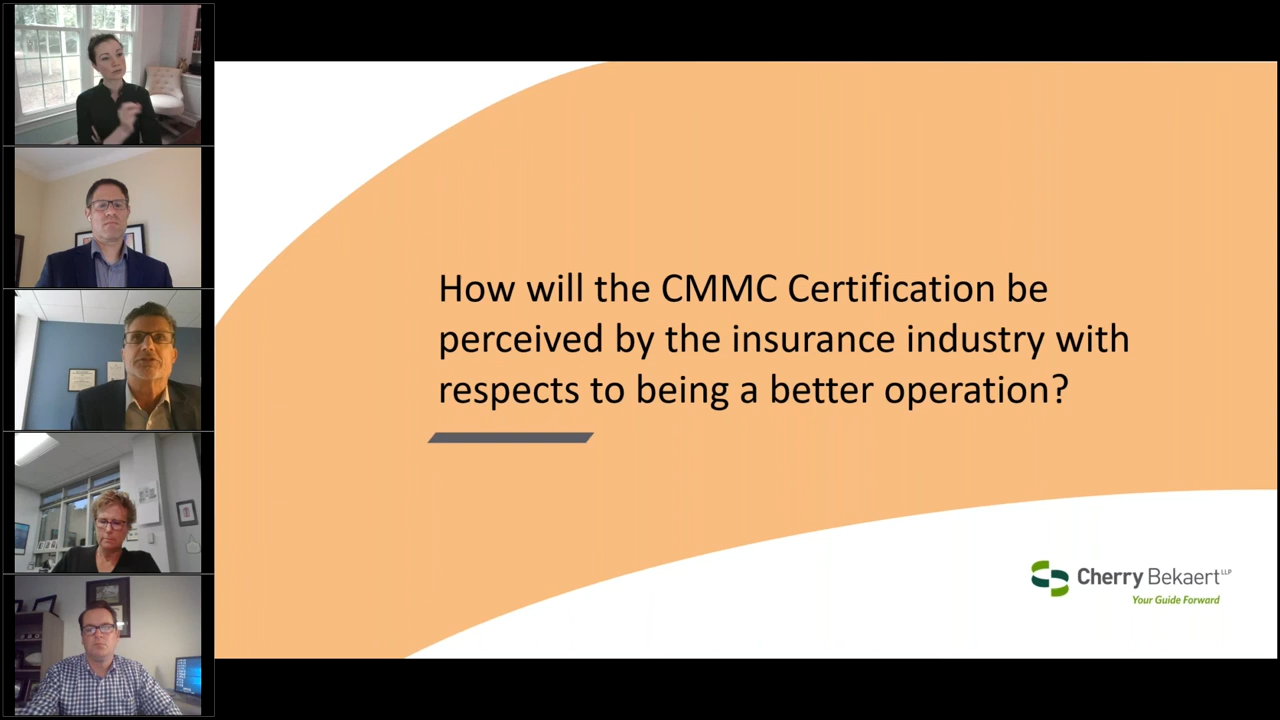 How will the CMMC Certification be
perceived by the insurance industry with
respects to being a better operation?
Cherry Bekaert LLP
Your Guide Forward